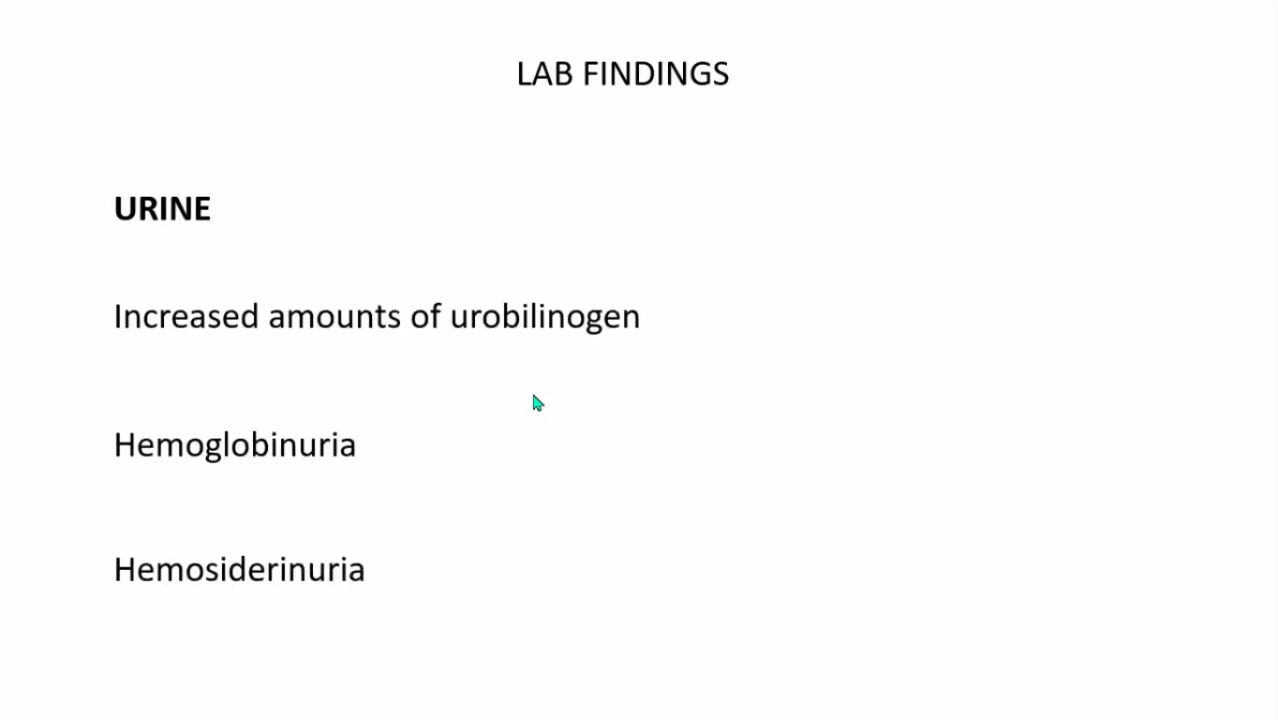 LAB FINDINGS
URINE
Increased amounts of urobilinogen
Hemoglobinuria
Hemosiderinuria